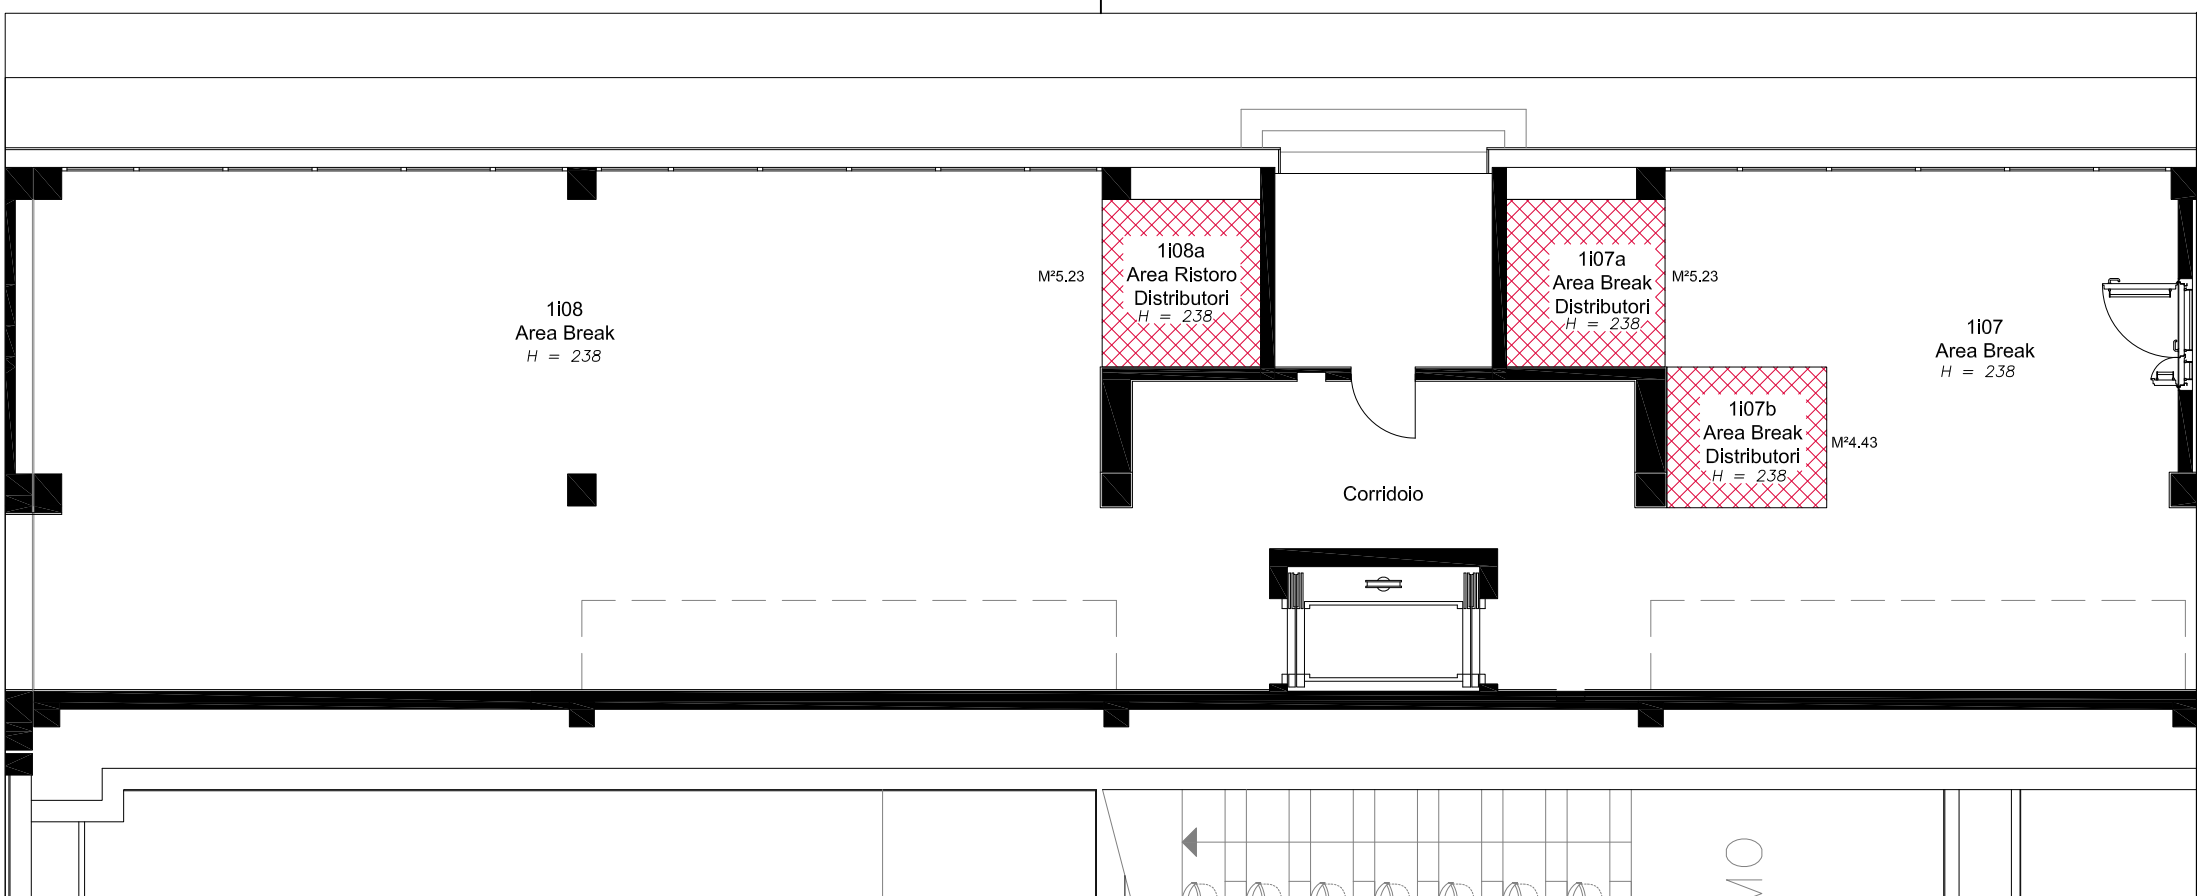 1i08
Area Break
H = 238
M²5.23
1i08a
Area Ristoro
Distributori
H = 238
1i07a
Area Break
Distributori
H = 238
M²5.23
1i07
Area Break
H = 238
1i07b
Area Break
Distributori
H = 238
M²4.43
Corridoio